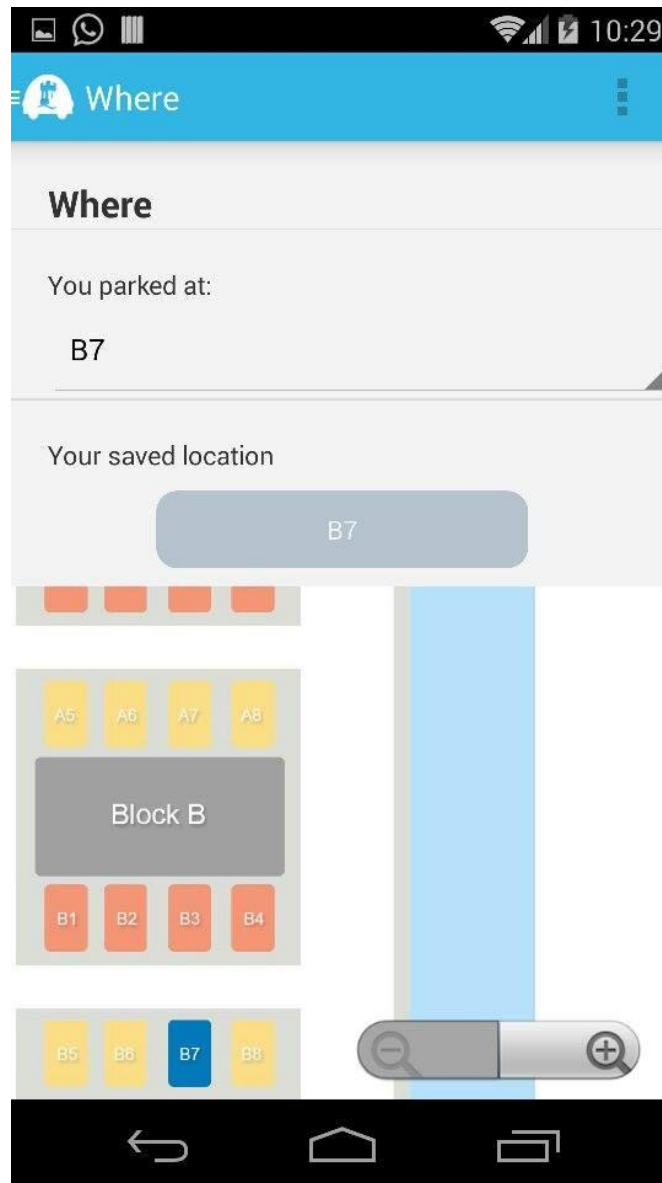 10:29
Where
Where
You parked at:
B7
Your saved location
B7
A5 A6 A7 A8
Block B
B1 B2 B3 B4
B5 B6 B7 B8